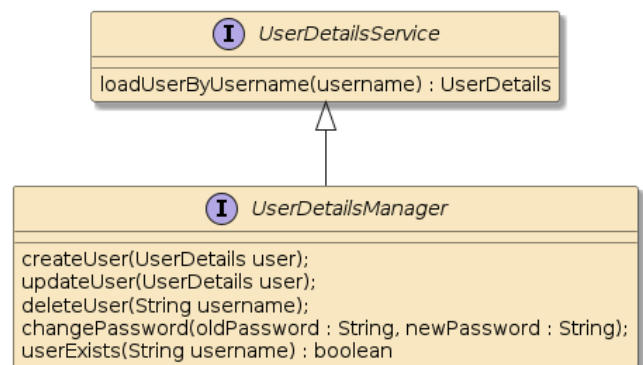 I UserDetailsService
loadUserByUsername(username) : UserDetails
I UserDetailsManager
createUser(UserDetails user);
updateUser(UserDetails user);
deleteUser(String username);
changePassword(oldPassword : String, newPassword : String);
userExists(String username) : boolean